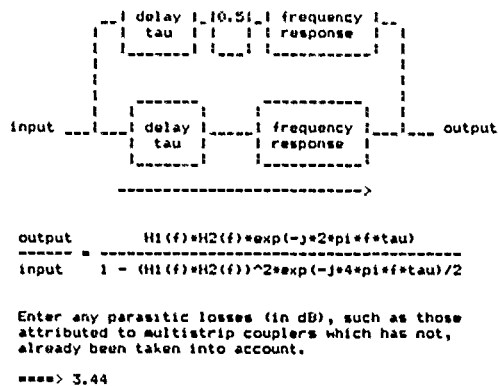 delay |0.5| frequency
tau response
input delay frequency output
tau response
output H1(f)*H2(f)*exp(-j*2*pi*f*tau)
------ = ------------------------------------------
input 1 - (H1(f)*H2(f))^2*exp(-j*4*pi*f*tau)/2
Enter any parasitic losses (in dB), such as those
attributed to multistrip couplers which has not,
already been taken into account.
====> 3.44